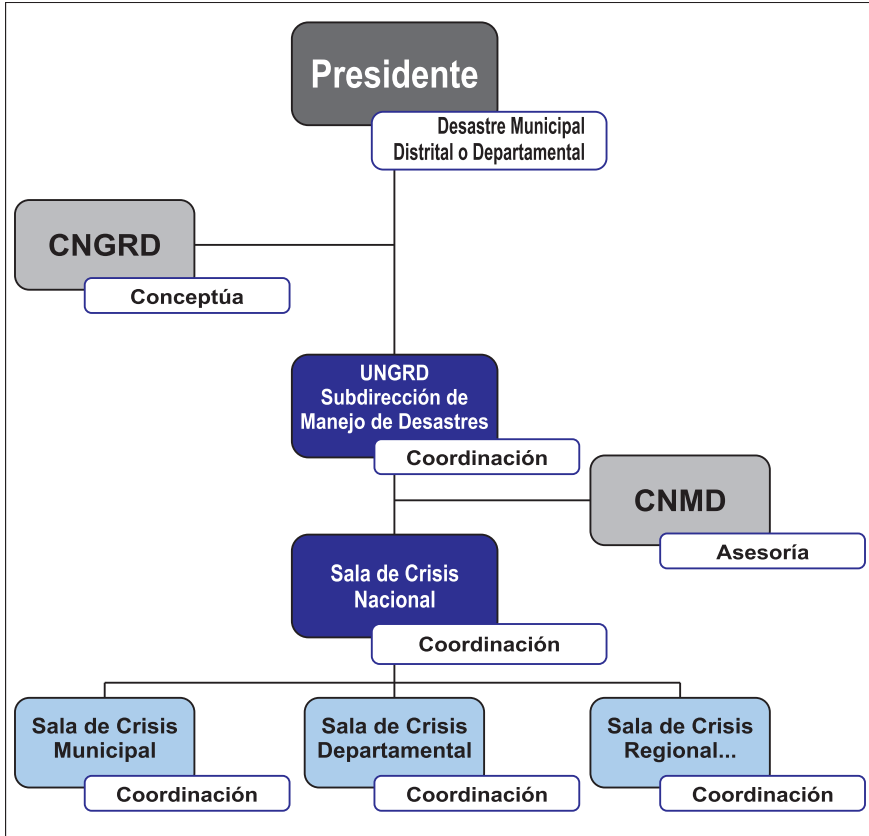 Presidente
Desastre Municipal
Distrital o Departamental
CNGRD
Conceptúa
UNGRD
Subdirección de
Manejo de Desastres
Coordinación
CNMD
Asesoría
Sala de Crisis
Nacional
Coordinación
Sala de Crisis
Municipal
Coordinación
Sala de Crisis
Departamental
Coordinación
Sala de Crisis
Regional...
Coordinación